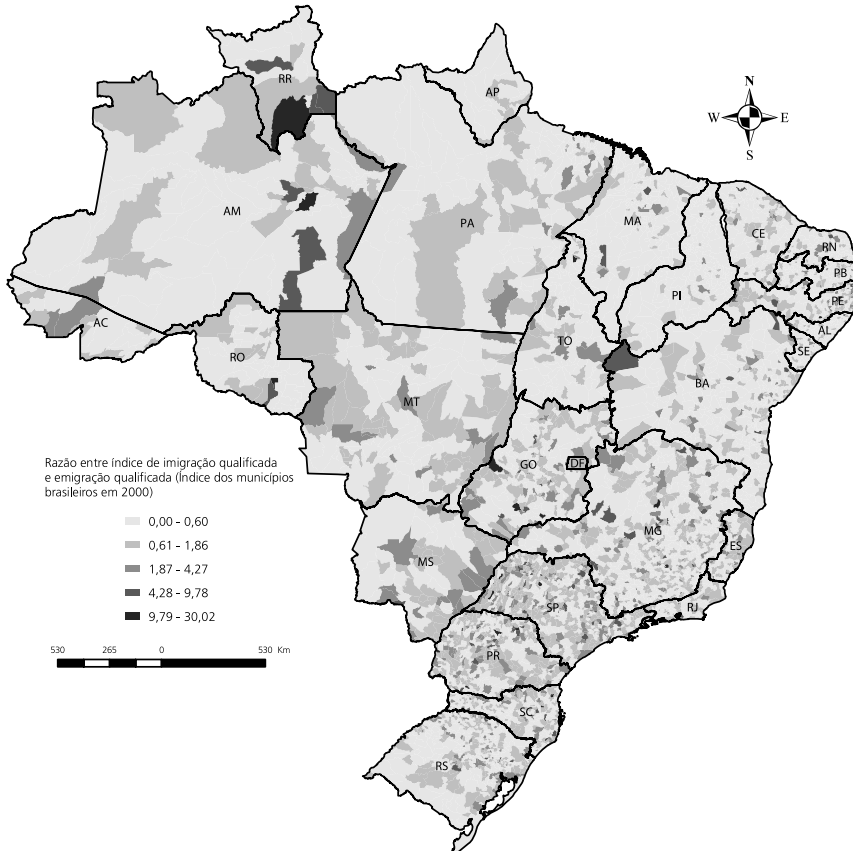 RR
AP
N
W
E
S
AM
PA
MA
CE
RN
PB
PI
PE
AC
AL
TO
SE
RO
BA
MT
GO
DF
Razão entre índice de imigração qualificada
e emigração qualificada (Índice dos municípios
brasileiros em 2000)
0,00 – 0,60
0,61 – 1,86
1,87 – 4,27
4,28 – 9,78
9,79 – 30,02
MG
ES
MS
SP
RJ
530 265 0 530 Km
PR
SC
RS